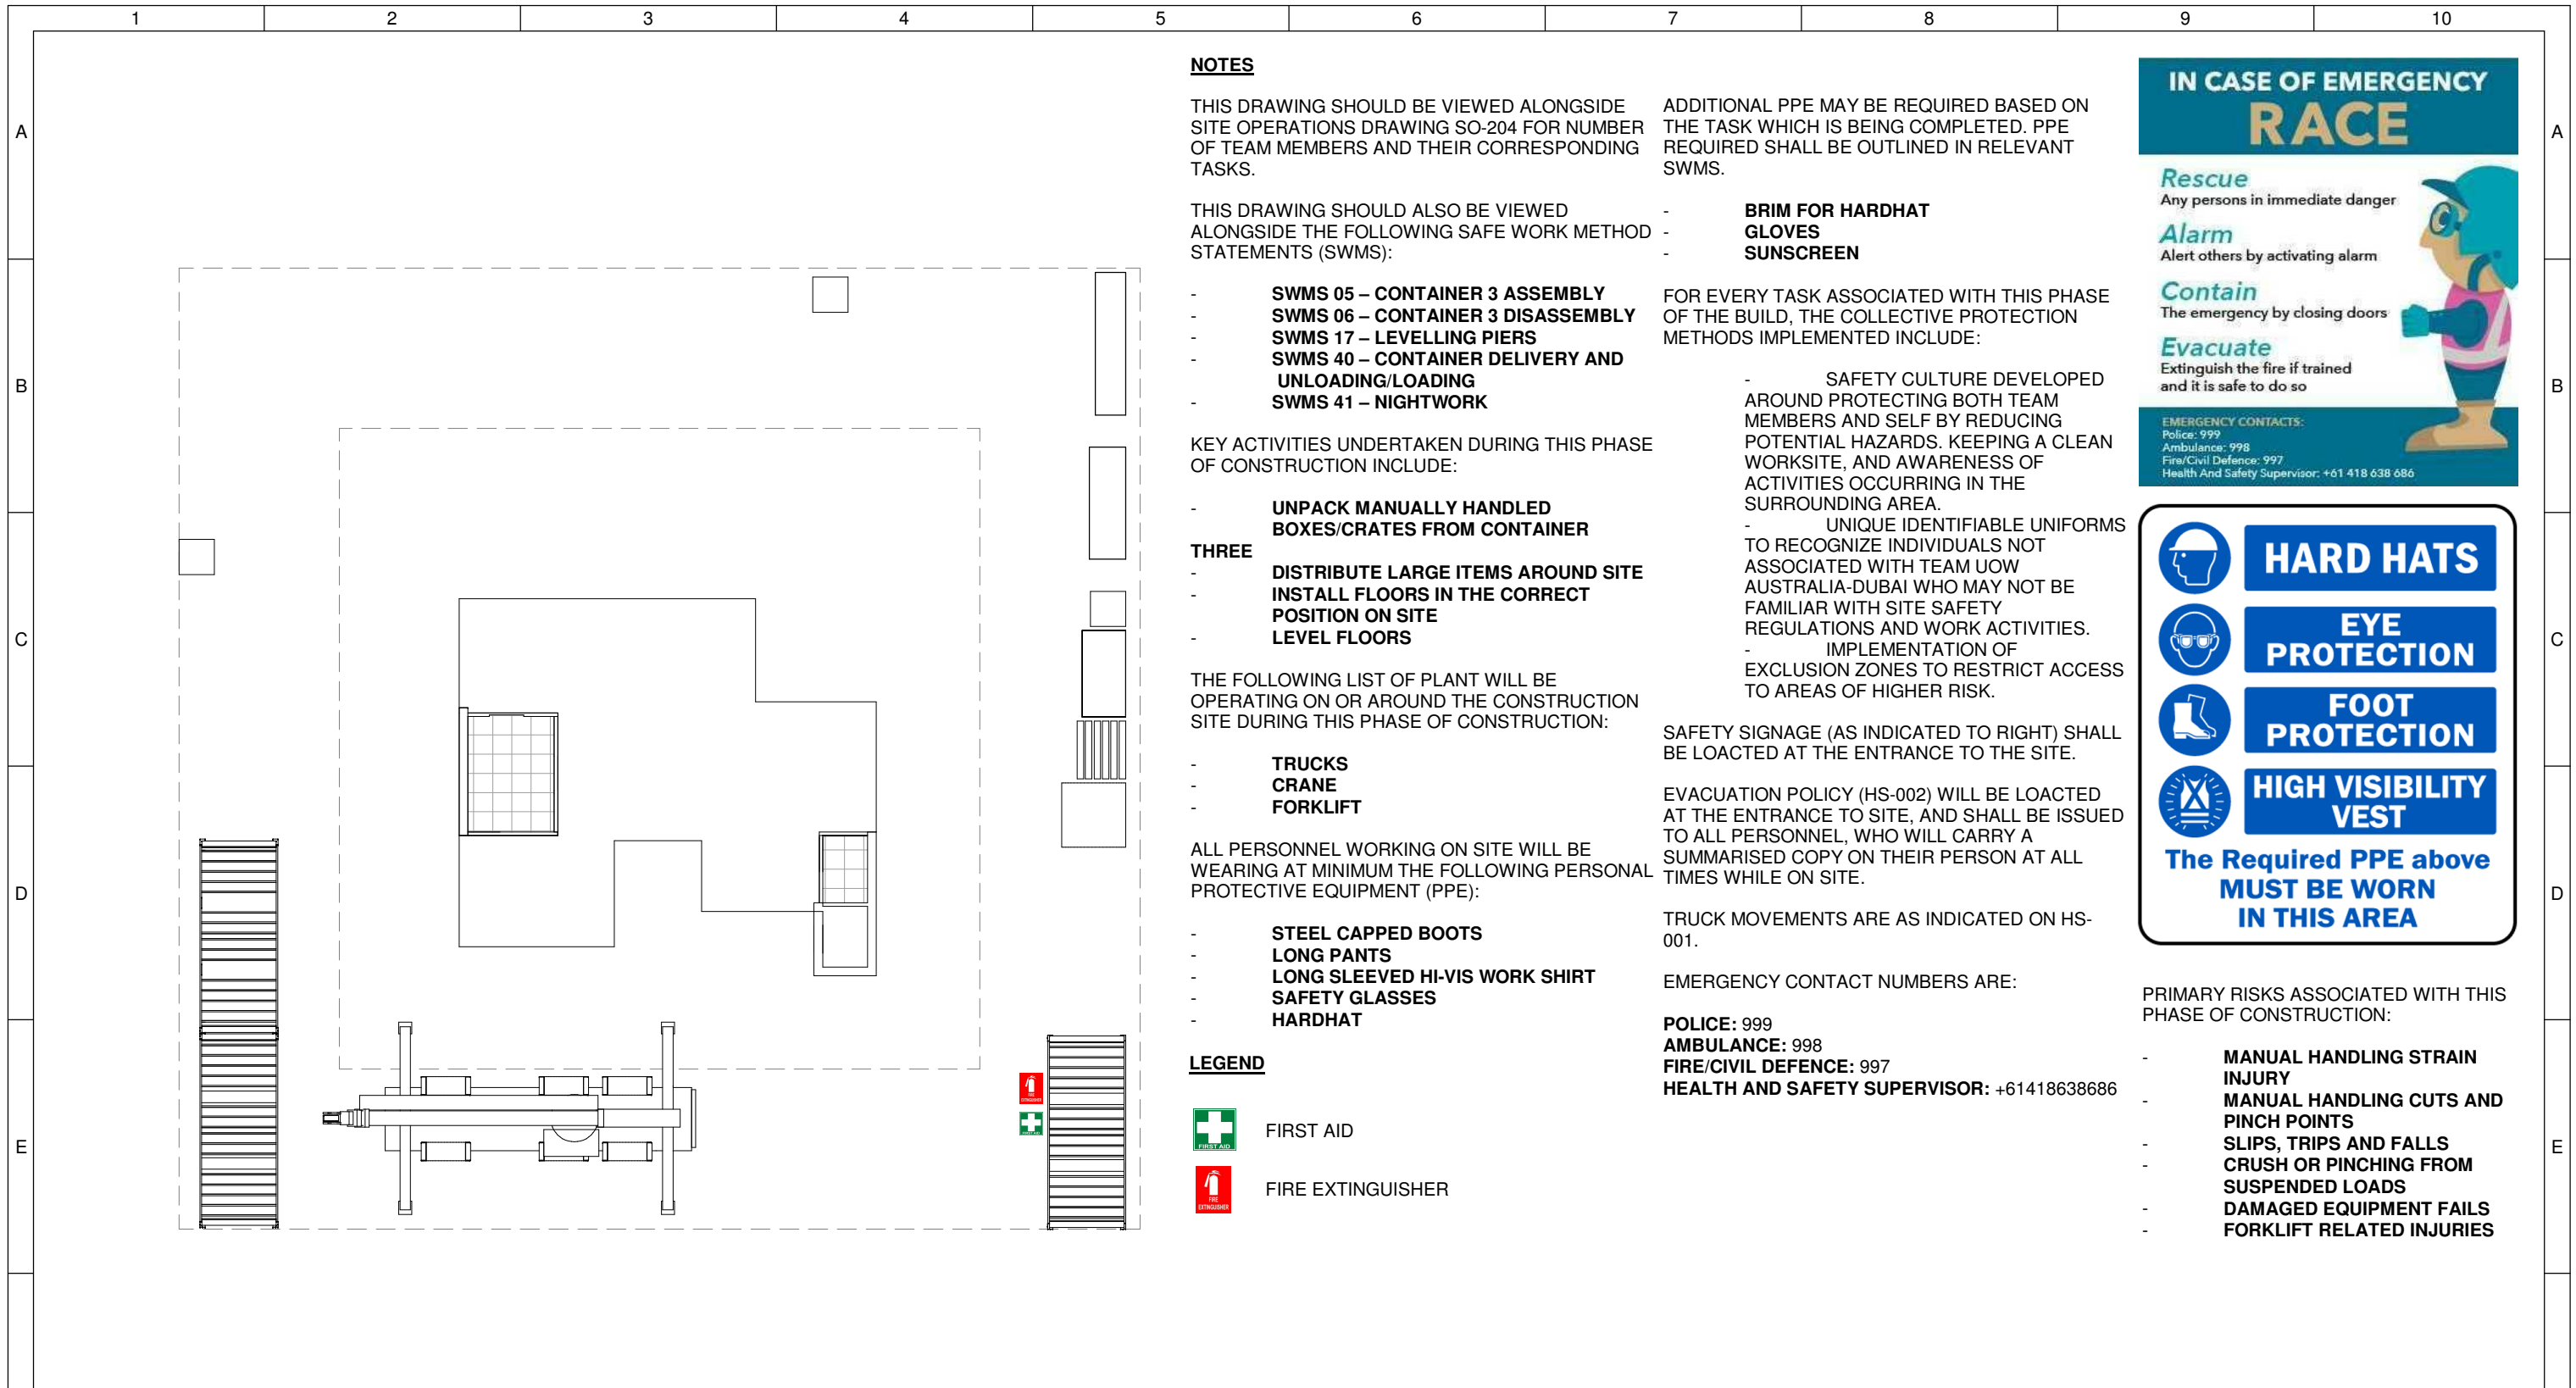 1 2 3 4 5 6 7 8 9 10
A
B
C
D
E
NOTES
THIS DRAWING SHOULD BE VIEWED ALONGSIDE
SITE OPERATIONS DRAWING SO-204 FOR NUMBER
OF TEAM MEMBERS AND THEIR CORRESPONDING
TASKS.
THIS DRAWING SHOULD ALSO BE VIEWED
ALONGSIDE THE FOLLOWING SAFE WORK METHOD
STATEMENTS (SWMS):
- SWMS 05 – CONTAINER 3 ASSEMBLY
- SWMS 06 – CONTAINER 3 DISASSEMBLY
- SWMS 17 – LEVELLING PIERS
- SWMS 40 – CONTAINER DELIVERY AND
UNLOADING/LOADING
- SWMS 41 – NIGHTWORK
KEY ACTIVITIES UNDERTAKEN DURING THIS PHASE
OF CONSTRUCTION INCLUDE:
- UNPACK MANUALLY HANDLED
BOXES/CRATES FROM CONTAINER
THREE
- DISTRIBUTE LARGE ITEMS AROUND SITE
- INSTALL FLOORS IN THE CORRECT
POSITION ON SITE
- LEVEL FLOORS
THE FOLLOWING LIST OF PLANT WILL BE
OPERATING ON OR AROUND THE CONSTRUCTION
SITE DURING THIS PHASE OF CONSTRUCTION:
- TRUCKS
- CRANE
- FORKLIFT
ALL PERSONNEL WORKING ON SITE WILL BE
WEARING AT MINIMUM THE FOLLOWING PERSONAL
PROTECTIVE EQUIPMENT (PPE):
- STEEL CAPPED BOOTS
- LONG PANTS
- LONG SLEEVED HI-VIS WORK SHIRT
- SAFETY GLASSES
- HARDHAT
LEGEND
FIRST AID
FIRST AID
FIRE
EXTINGUISHER
FIRE EXTINGUISHER
FIRE
EXTINGUISHER
FIRST AID
ADDITIONAL PPE MAY BE REQUIRED BASED ON
THE TASK WHICH IS BEING COMPLETED. PPE
REQUIRED SHALL BE OUTLINED IN RELEVANT
SWMS.
- BRIM FOR HARDHAT
- GLOVES
- SUNSCREEN
FOR EVERY TASK ASSOCIATED WITH THIS PHASE
OF THE BUILD, THE COLLECTIVE PROTECTION
METHODS IMPLEMENTED INCLUDE:
- SAFETY CULTURE DEVELOPED
AROUND PROTECTING BOTH TEAM
MEMBERS AND SELF BY REDUCING
POTENTIAL HAZARDS. KEEPING A CLEAN
WORKSITE, AND AWARENESS OF
ACTIVITIES OCCURRING IN THE
SURROUNDING AREA.
- UNIQUE IDENTIFIABLE UNIFORMS
TO RECOGNIZE INDIVIDUALS NOT
ASSOCIATED WITH TEAM UOW
AUSTRALIA-DUBAI WHO MAY NOT BE
FAMILIAR WITH SITE SAFETY
REGULATIONS AND WORK ACTIVITIES.
- IMPLEMENTATION OF
EXCLUSION ZONES TO RESTRICT ACCESS
TO AREAS OF HIGHER RISK.
SAFETY SIGNAGE (AS INDICATED TO RIGHT) SHALL
BE LOACTED AT THE ENTRANCE TO THE SITE.
EVACUATION POLICY (HS-002) WILL BE LOACTED
AT THE ENTRANCE TO SITE, AND SHALL BE ISSUED
TO ALL PERSONNEL, WHO WILL CARRY A
SUMMARISED COPY ON THEIR PERSON AT ALL
TIMES WHILE ON SITE.
TRUCK MOVEMENTS ARE AS INDICATED ON HS-
001.
EMERGENCY CONTACT NUMBERS ARE:
POLICE: 999
AMBULANCE: 998
FIRE/CIVIL DEFENCE: 997
HEALTH AND SAFETY SUPERVISOR: +61418638686
IN CASE OF EMERGENCY
RACE
Rescue
Any persons in immediate danger
Alarm
Alert others by activating alarm
Contain
The emergency by closing doors
Evacuate
Extinguish the fire if trained
and it is safe to do so
EMERGENCY CONTACTS:
Police: 999
Ambulance: 998
Fire/Civil Defence: 997
Health And Safety Supervisor: +61 418 638 686
HARD HATS
EYE
PROTECTION
FOOT
PROTECTION
HIGH VISIBILITY
VEST
The Required PPE above
MUST BE WORN
IN THIS AREA
PRIMARY RISKS ASSOCIATED WITH THIS
PHASE OF CONSTRUCTION:
- MANUAL HANDLING STRAIN
INJURY
- MANUAL HANDLING CUTS AND
PINCH POINTS
- SLIPS, TRIPS AND FALLS
- CRUSH OR PINCHING FROM
SUSPENDED LOADS
- DAMAGED EQUIPMENT FAILS
- FORKLIFT RELATED INJURIES
A
B
C
D
E